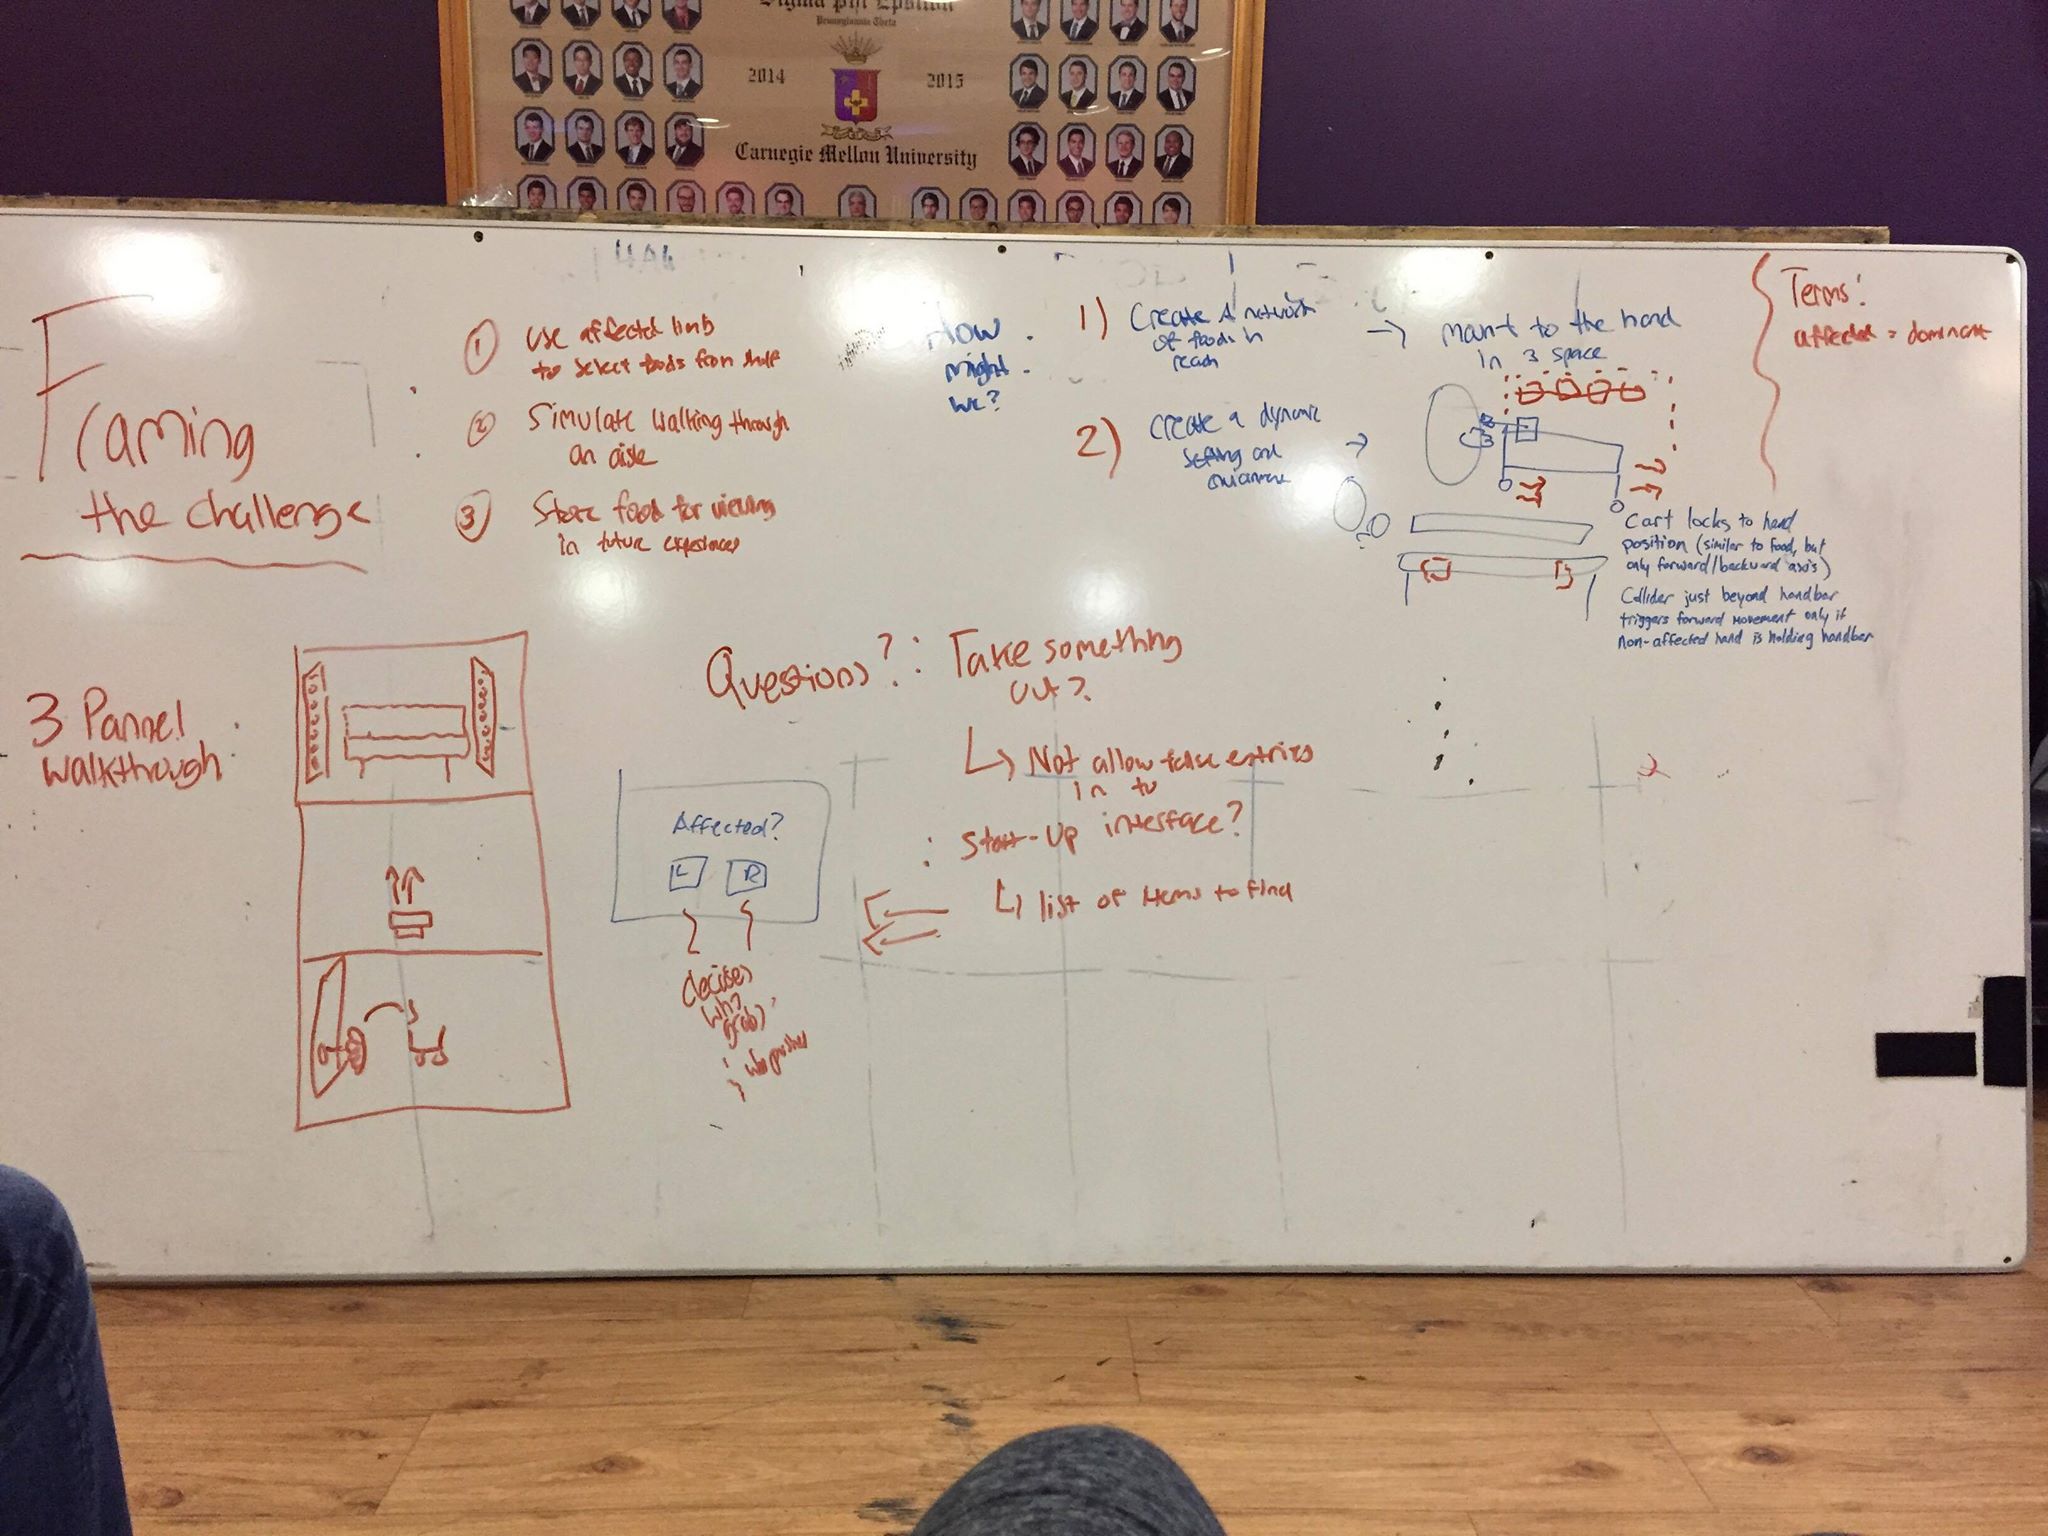 Sigma Phi Epsilon
Pennsylvania Theta
2014 2015
Carnegie Mellon University
Framing
the challenge
1 Use affected limb
to select foods from shelf
2 Simulate walking through
an aisle
3 Store food for viewing
in future experiences
How
might
we?
1) Create A network
of foods in
reach
→ mount to the hand
in 3 space
2) Create a dynamic
setting and
→
Cart locks to hand
position (similar to food, but
only forward/backward axis)
Collider just beyond handbar
triggers forward movement only if
non-affected hand is holding handbar
Terms:
affected = dominant
3 Pannel
walkthrough
Affected?
L R
decides
who
grabs
; who pushes
Questions?: Take something
out?
↳ Not allow false entries
in to
: Start-Up interface?
↳ list of items to find